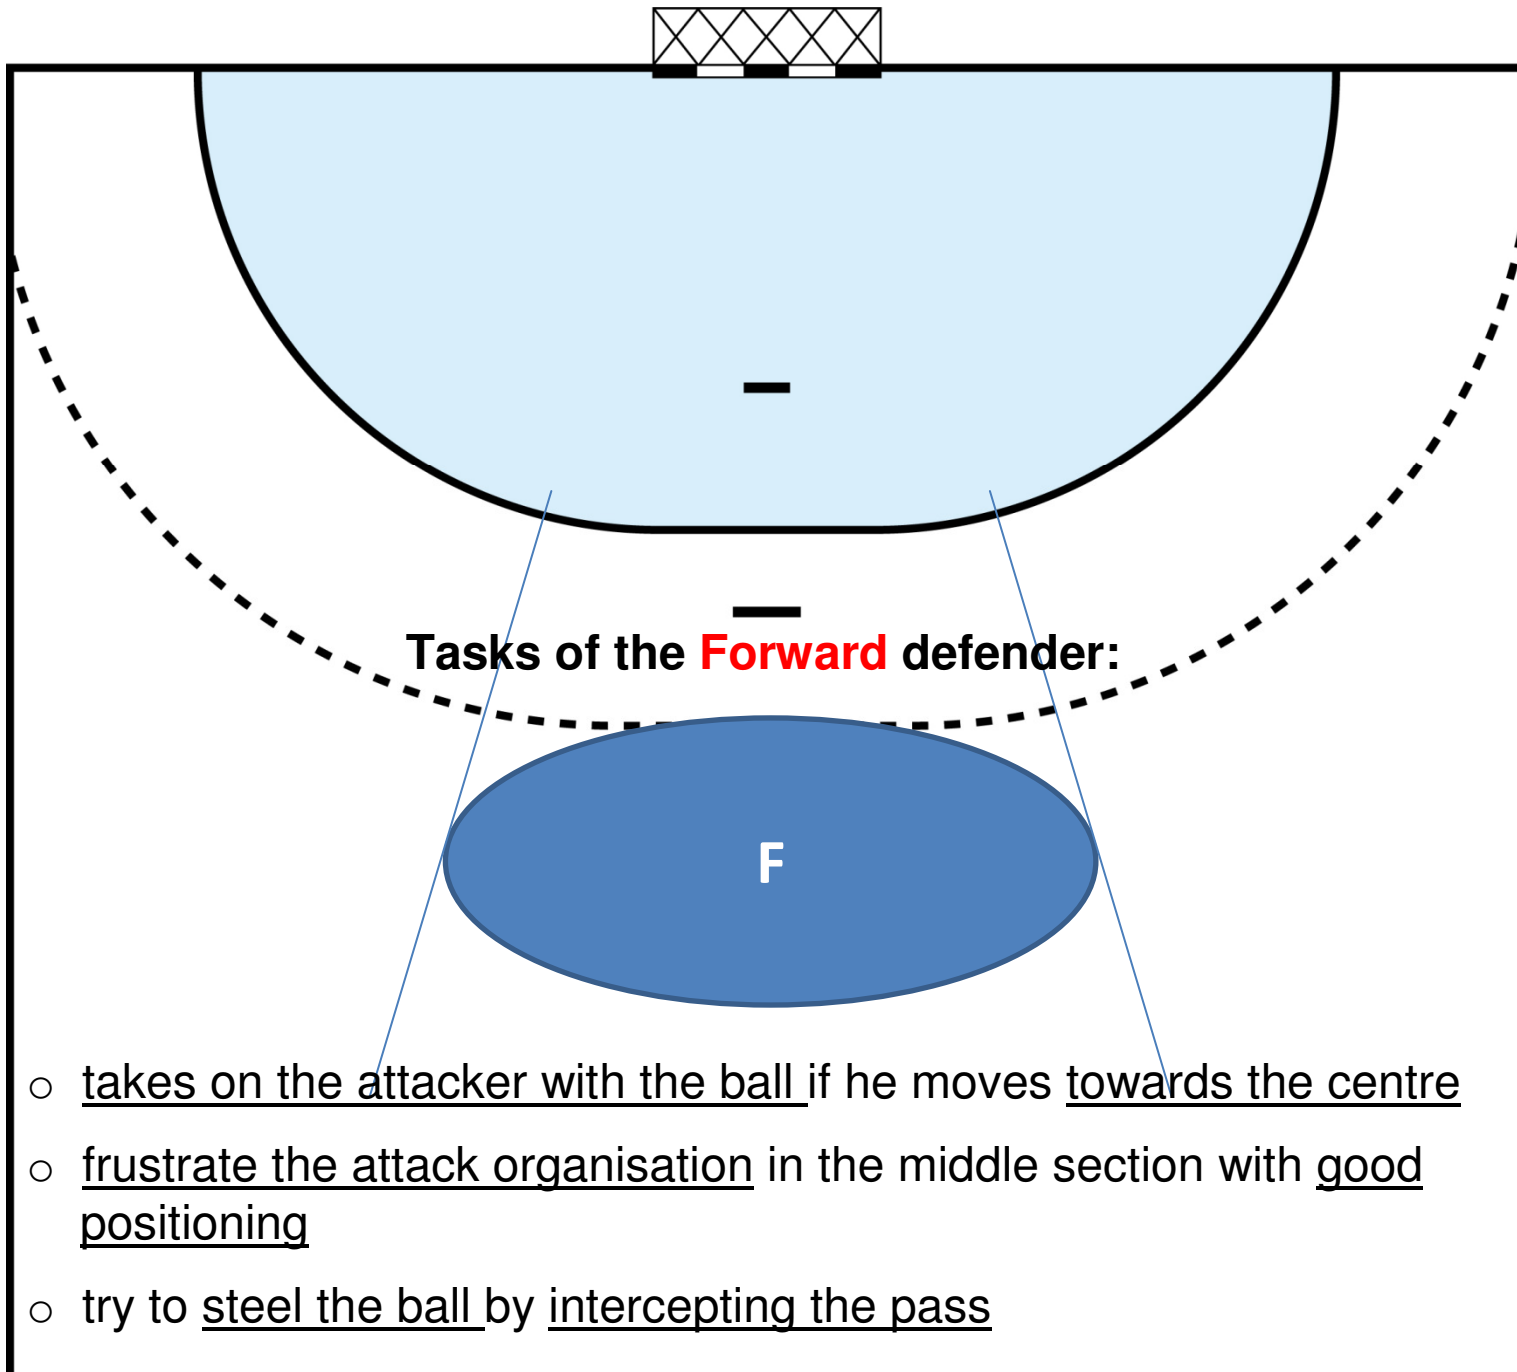 Tasks of the Forward defender:
F
○ takes on the attacker with the ball if he moves towards the centre
○ frustrate the attack organisation in the middle section with good
positioning
○ try to steel the ball by intercepting the pass